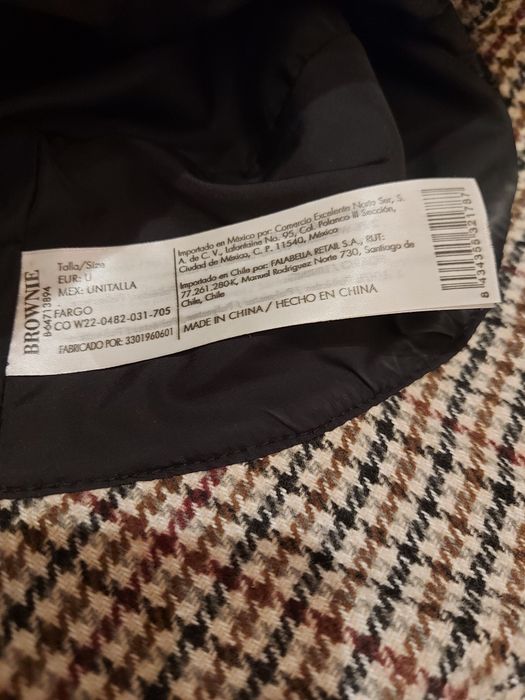 BROWNIE
B-64713894
Talla/Size
EUR: U
MEX: UNITALLA
FARGO
CO W22-0482-031-705
FABRICADO POR: 3301960601
Importado en México por: Comercio Excelente Norte Sur, S.
A. de C. V., Lafontaine No. 95, Col. Polanco III Sección,
Ciudad de México, C. P. 11540, México
Importado en Chile por: FALABELLA RETAIL S.A., RUT:
77.261.280-K, Manuel Rodríguez Norte 730, Santiago de
Chile, Chile
MADE IN CHINA / HECHO EN CHINA